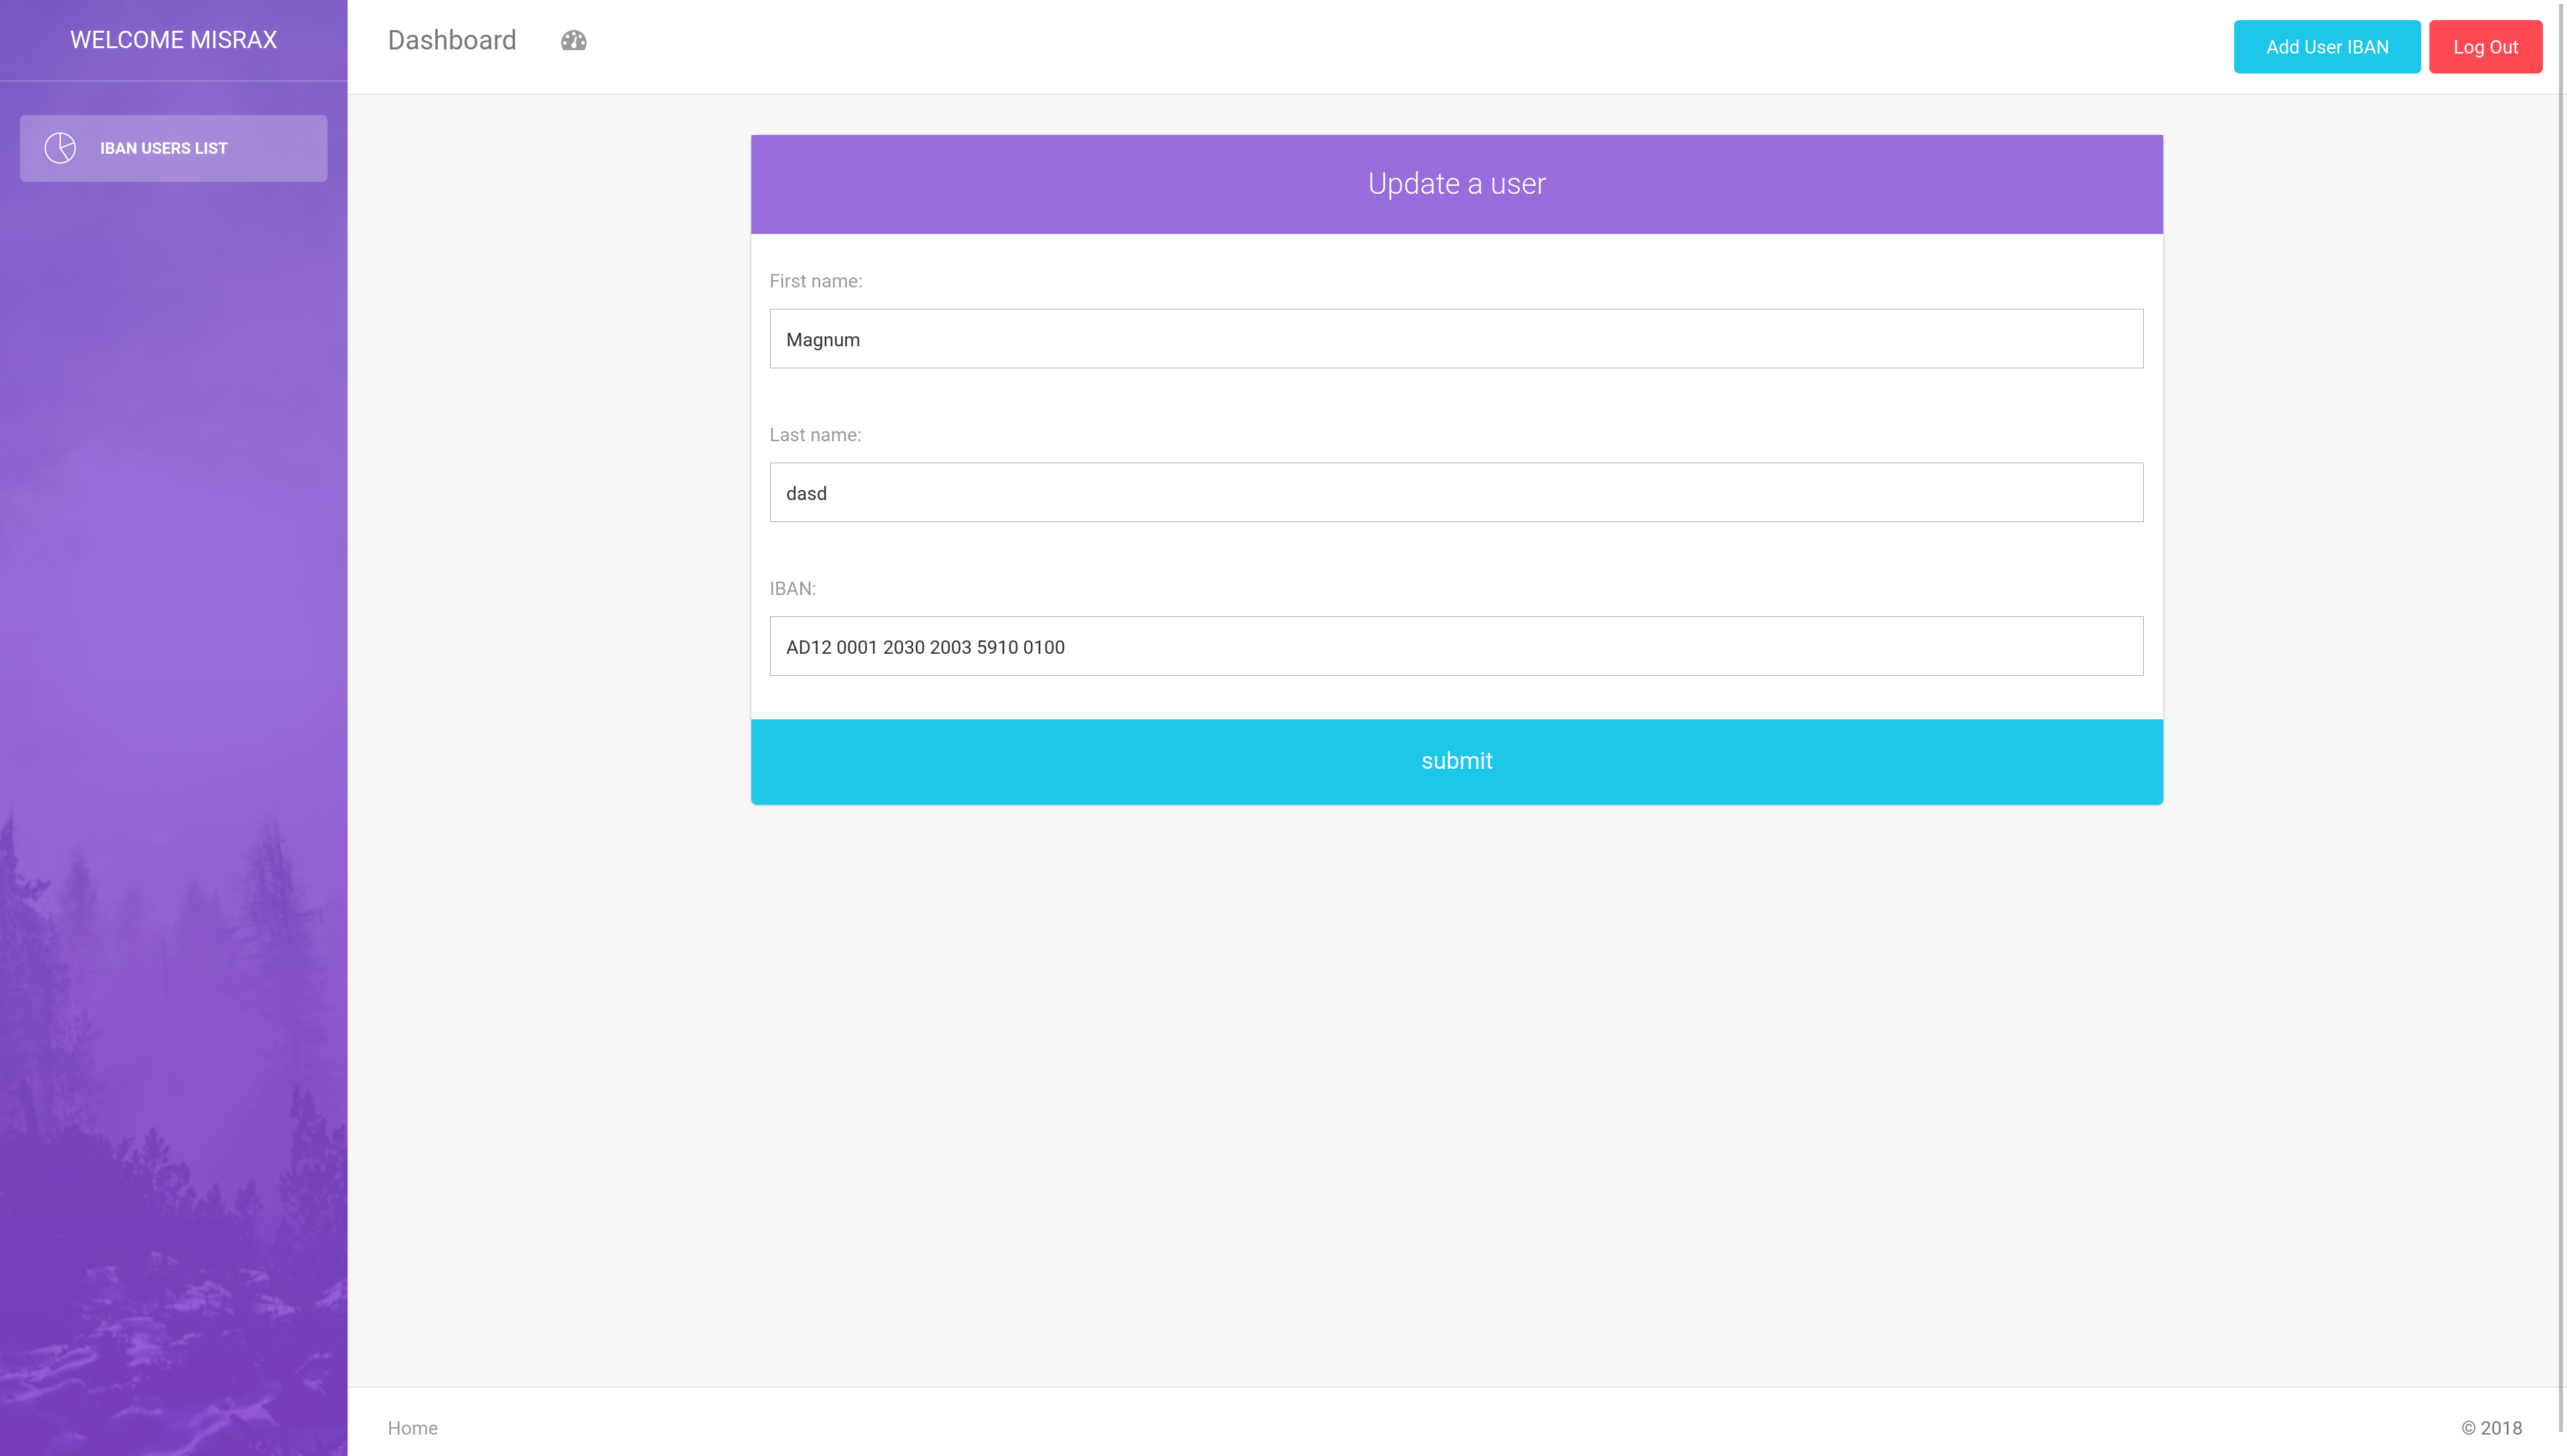 WELCOME MISRAX
IBAN USERS LIST
Dashboard
Add User IBAN
Log Out
Update a user
First name:
Magnum
Last name:
dasd
IBAN:
AD12 0001 2030 2003 5910 0100
submit
Home
© 2018